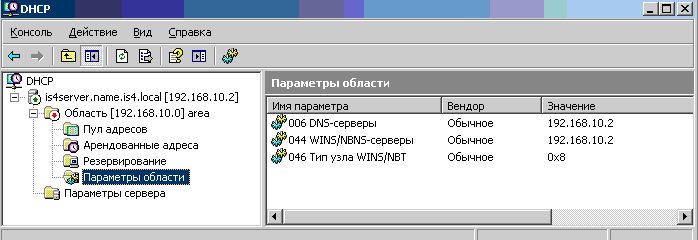 DHCP
Консоль Действие Вид Справка
DHCP
is4server.name.is4.local [192.168.10.2]
Область [192.168.10.0] area
Пул адресов
Арендованные адреса
Резервирование
Параметры области
Параметры сервера
Параметры области
Имя параметра Вендор Значение
006 DNS-серверы Обычное 192.168.10.2
044 WINS/NBNS-серверы Обычное 192.168.10.2
046 Тип узла WINS/NBT Обычное 0x8